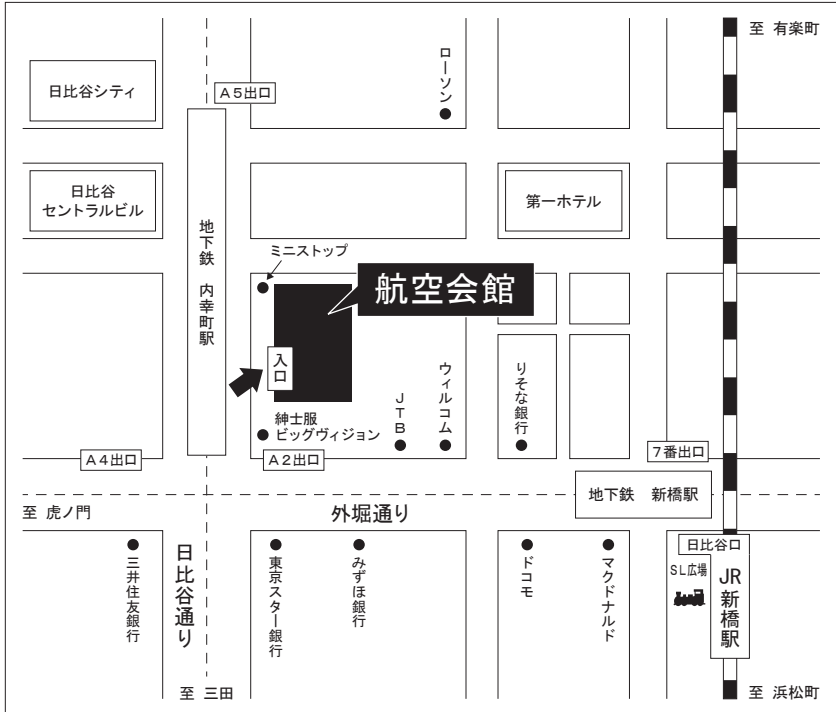 至 有楽町
ローソン
日比谷シティ
A5出口
日比谷
セントラルビル
第一ホテル
地下鉄 内幸町駅
ミニストップ
航空会館
入口
ウィルコム
りそな銀行
JTB
紳士服
ビッグヴィジョン
7番出口
A4出口
A2出口
地下鉄 新橋駅
至 虎ノ門
外堀通り
日比谷口
三井住友銀行
日比谷通り
東京スター銀行
みずほ銀行
ドコモ
マクドナルド
SL広場
JR新橋駅
至 三田
至 浜松町